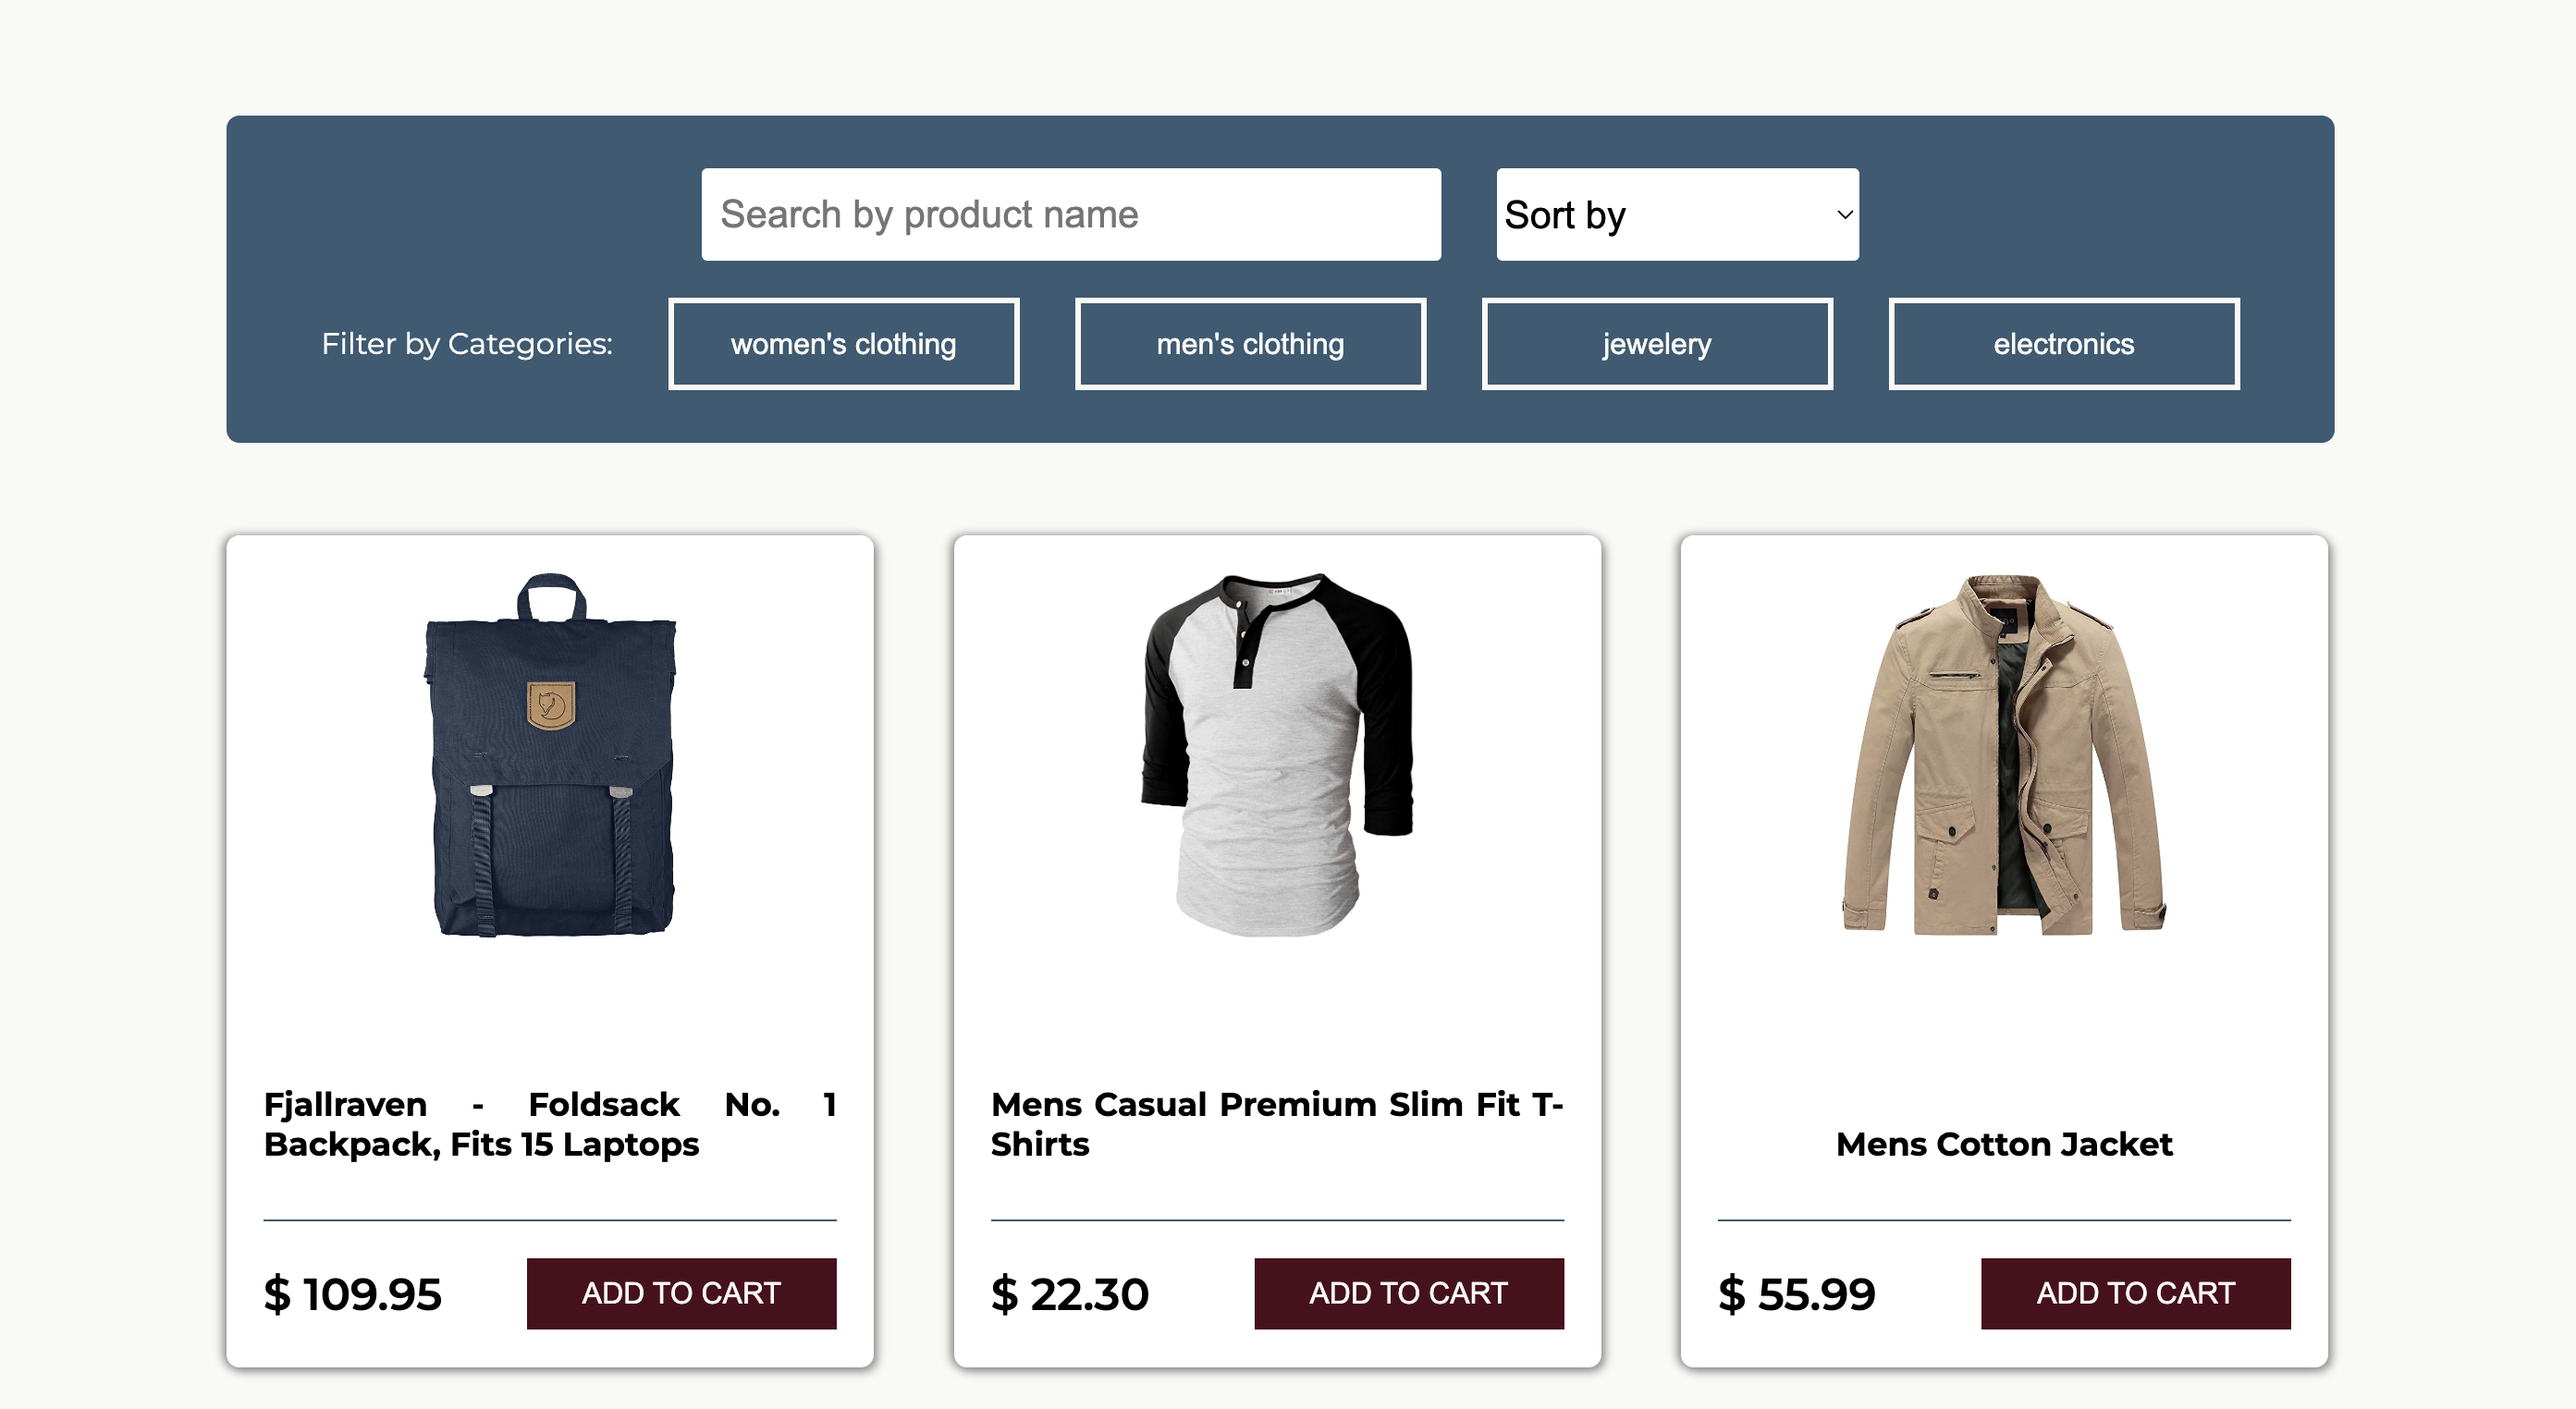 Search by product name
Sort by
Filter by Categories:
women's clothing
men's clothing
jewelery
electronics
Fjallraven - Foldsack No. 1
Backpack, Fits 15 Laptops
$ 109.95
ADD TO CART
Mens Casual Premium Slim Fit T-
Shirts
$ 22.30
ADD TO CART
Mens Cotton Jacket
$ 55.99
ADD TO CART